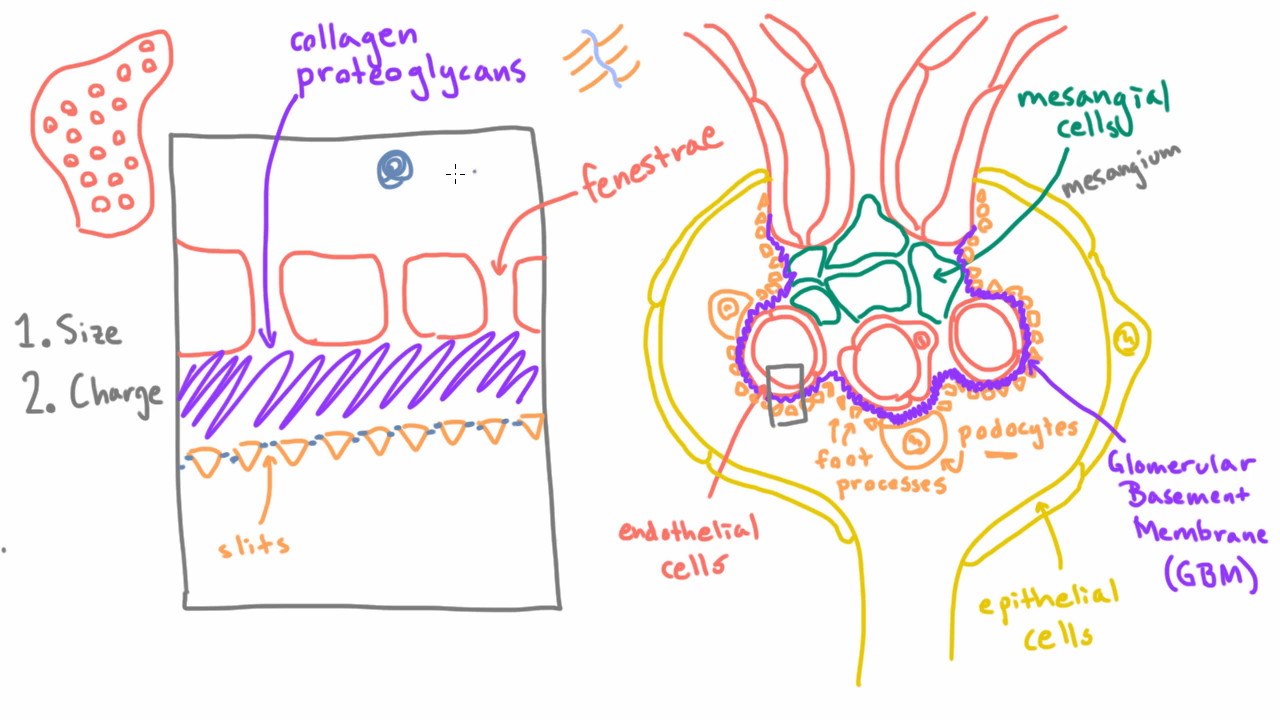 collagen
proteoglycans
fenestrae
1. Size
2. Charge
slits
mesangial
cells
mesangium
foot
processes
podocytes
endothelial
cells
Glomerular
Basement
Membrane
(GBM)
epithelial
cells